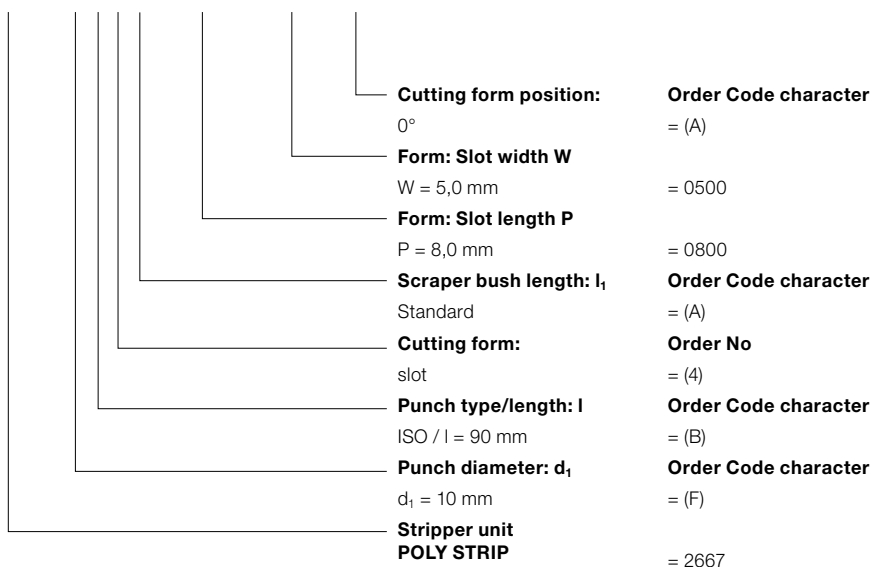 Cutting form position: Order Code character
0° = (A)
Form: Slot width W
W = 5,0 mm = 0500
Form: Slot length P
P = 8,0 mm = 0800
Scraper bush length: l₁ Order Code character
Standard = (A)
Cutting form: Order No
slot = (4)
Punch type/length: l Order Code character
ISO / l = 90 mm = (B)
Punch diameter: d₁ Order Code character
d₁ = 10 mm = (F)
Stripper unit
POLY STRIP = 2667